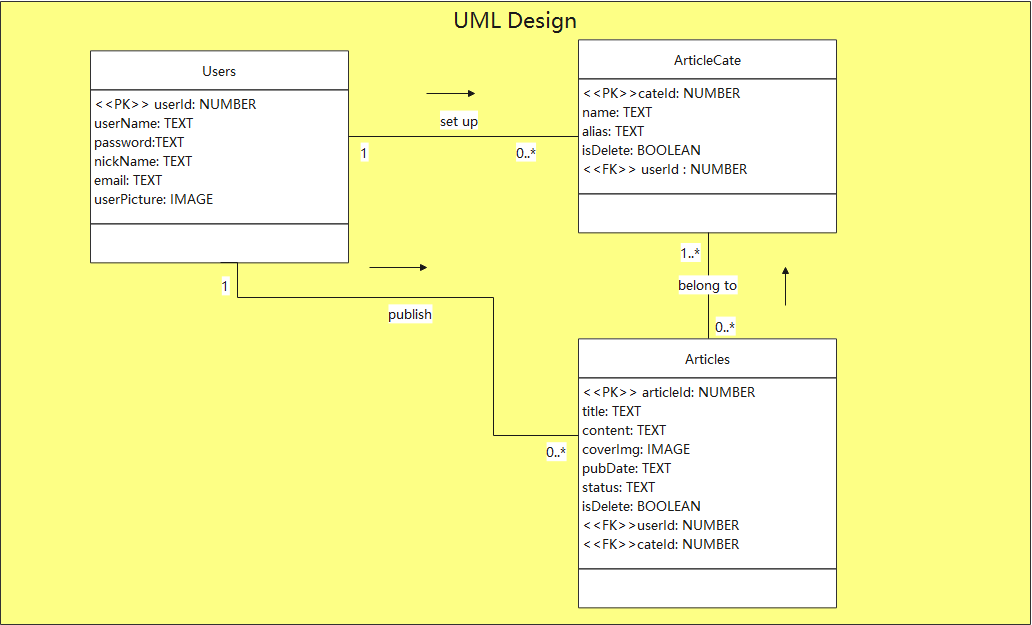 UML Design
Users
<<PK>> userId: NUMBER
userName: TEXT
password:TEXT
nickName: TEXT
email: TEXT
userPicture: IMAGE
set up
1
0..*
ArticleCate
<<PK>>cateId: NUMBER
name: TEXT
alias: TEXT
isDelete: BOOLEAN
<<FK>> userId : NUMBER
1
publish
0..*
1..*
belong to
0..*
Articles
<<PK>> articleId: NUMBER
title: TEXT
content: TEXT
coverImg: IMAGE
pubDate: TEXT
status: TEXT
isDelete: BOOLEAN
<<FK>>userId: NUMBER
<<FK>>cateId: NUMBER